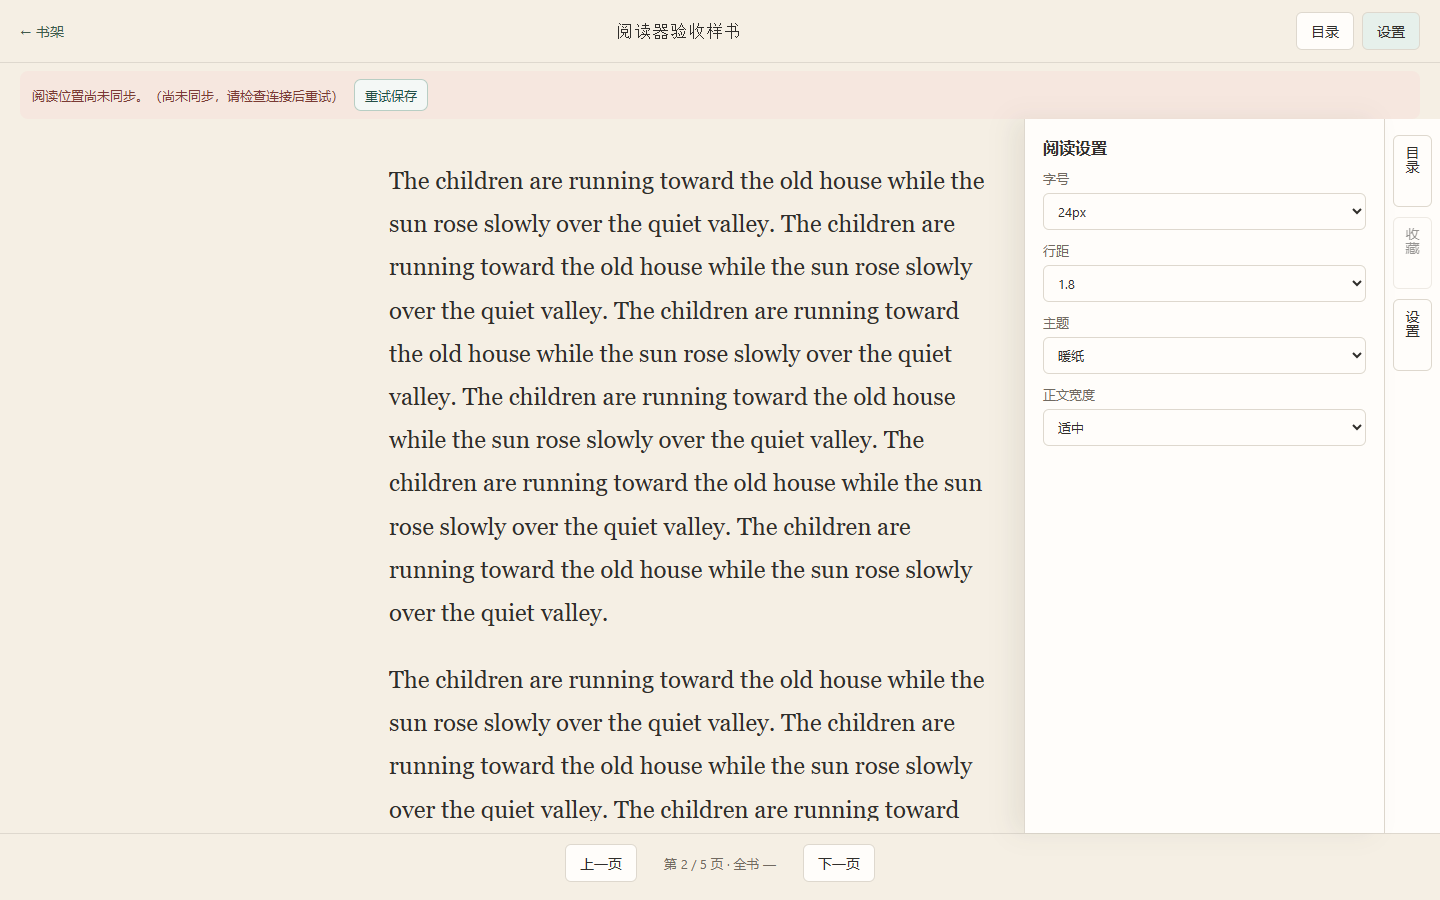 ← 书架
阅读器验收样书
目录
设置
阅读位置尚未同步。（尚未同步，请检查连接后重试）
重试保存
The children are running toward the old house while the
sun rose slowly over the quiet valley. The children are
running toward the old house while the sun rose slowly
over the quiet valley. The children are running toward
the old house while the sun rose slowly over the quiet
valley. The children are running toward the old house
while the sun rose slowly over the quiet valley. The
children are running toward the old house while the sun
rose slowly over the quiet valley. The children are
running toward the old house while the sun rose slowly
over the quiet valley.
The children are running toward the old house while the
sun rose slowly over the quiet valley. The children are
running toward the old house while the sun rose slowly
over the quiet valley. The children are running toward
阅读设置
字号
24px
行距
1.8
主题
暖纸
正文宽度
适中
目录
收藏
设置
上一页
第 2 / 5 页 · 全书 —
下一页